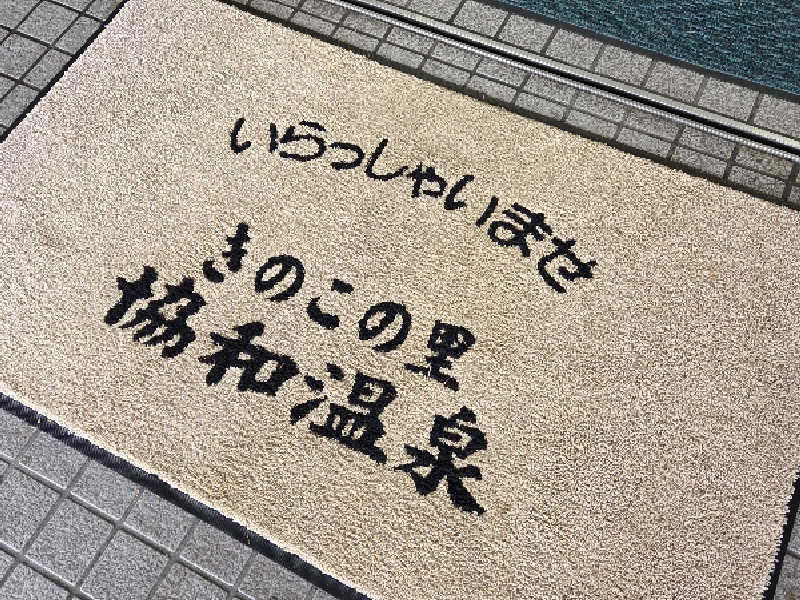 いらっしゃいませ
きのこの里
協和温泉